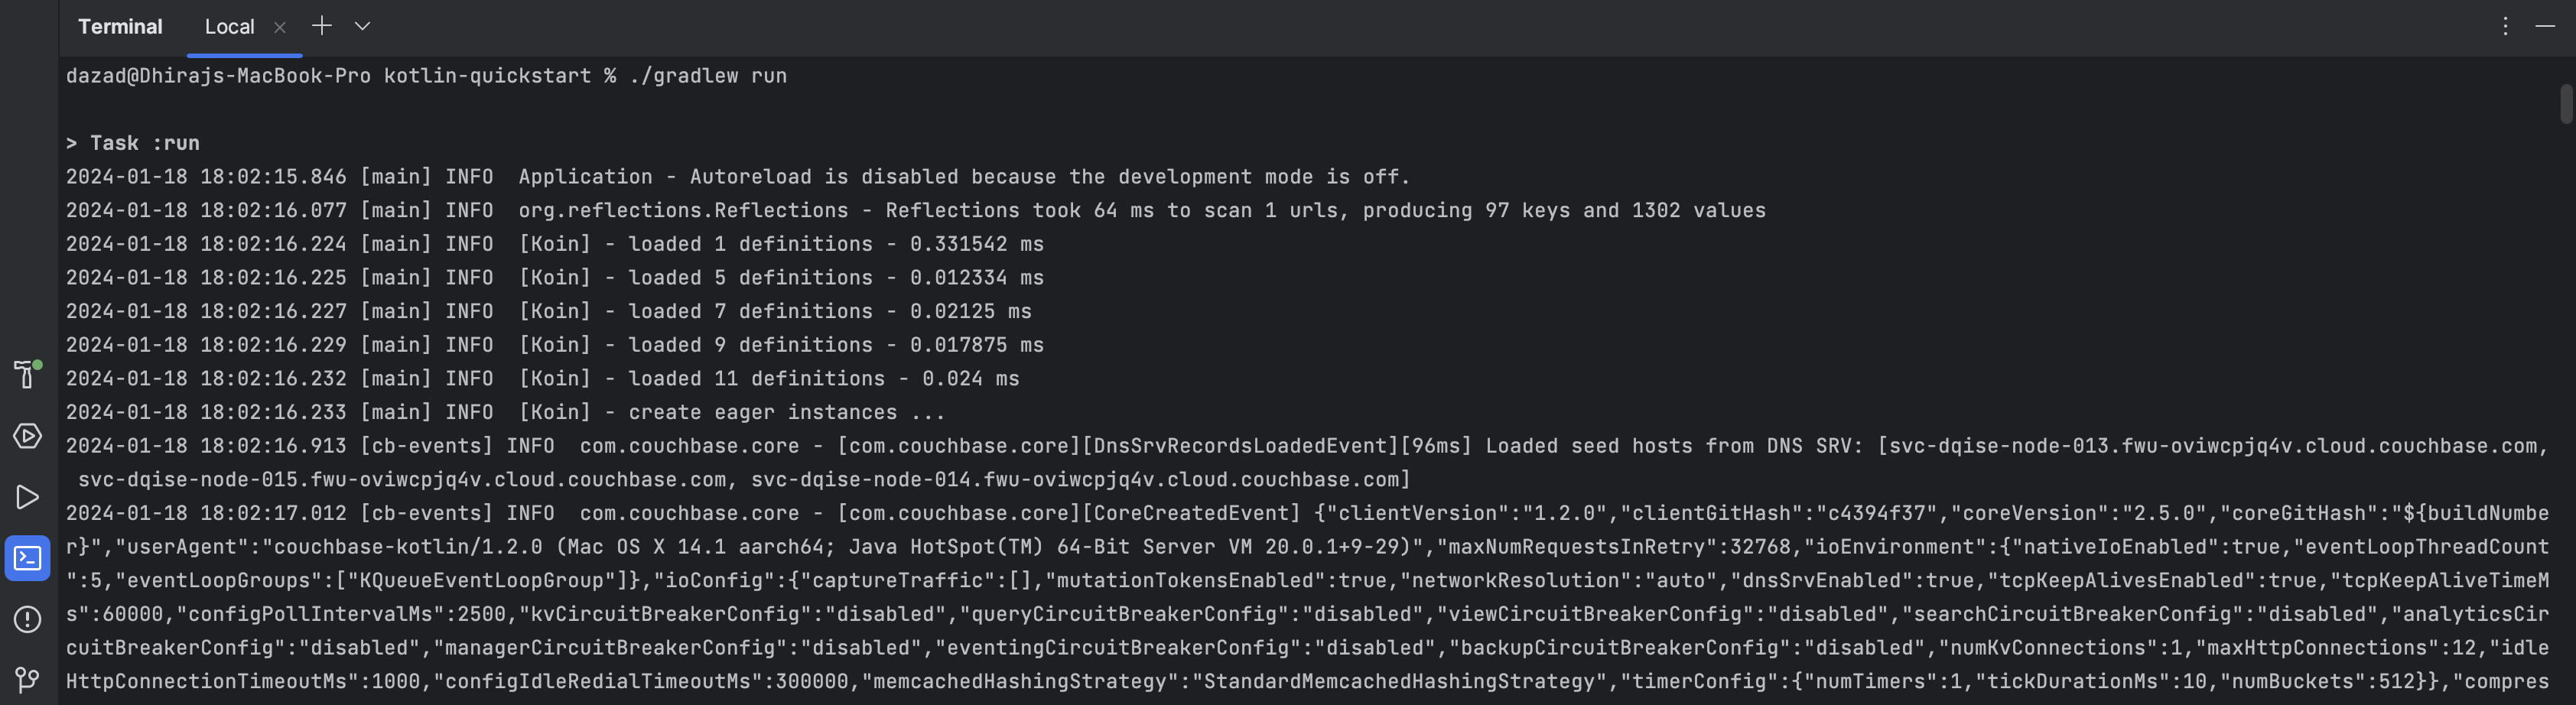 Terminal Local
dazad@Dhirajs-MacBook-Pro kotlin-quickstart % ./gradlew run
> Task :run
2024-01-18 18:02:15.846 [main] INFO  Application - Autoreload is disabled because the development mode is off.
2024-01-18 18:02:16.077 [main] INFO  org.reflections.Reflections - Reflections took 64 ms to scan 1 urls, producing 97 keys and 1302 values
2024-01-18 18:02:16.224 [main] INFO  [Koin] - loaded 1 definitions - 0.331542 ms
2024-01-18 18:02:16.225 [main] INFO  [Koin] - loaded 5 definitions - 0.012334 ms
2024-01-18 18:02:16.227 [main] INFO  [Koin] - loaded 7 definitions - 0.02125 ms
2024-01-18 18:02:16.229 [main] INFO  [Koin] - loaded 9 definitions - 0.017875 ms
2024-01-18 18:02:16.232 [main] INFO  [Koin] - loaded 11 definitions - 0.024 ms
2024-01-18 18:02:16.233 [main] INFO  [Koin] - create eager instances ...
2024-01-18 18:02:16.913 [cb-events] INFO  com.couchbase.core - [com.couchbase.core][DnsSrvRecordsLoadedEvent][96ms] Loaded seed hosts from DNS SRV: [svc-dqise-node-013.fwu-oviwcpjq4v.cloud.couchbase.com,
 svc-dqise-node-015.fwu-oviwcpjq4v.cloud.couchbase.com, svc-dqise-node-014.fwu-oviwcpjq4v.cloud.couchbase.com]
2024-01-18 18:02:17.012 [cb-events] INFO  com.couchbase.core - [com.couchbase.core][CoreCreatedEvent] {"clientVersion":"1.2.0","clientGitHash":"c4394f37","coreVersion":"2.5.0","coreGitHash":"${buildNumbe
r}","userAgent":"couchbase-kotlin/1.2.0 (Mac OS X 14.1 aarch64; Java HotSpot(TM) 64-Bit Server VM 20.0.1+9-29)","maxNumRequestsInRetry":32768,"ioEnvironment":{"nativeIoEnabled":true,"eventLoopThreadCount
":5,"eventLoopGroups":["KQueueEventLoopGroup"]},"ioConfig":{"captureTraffic":[],"mutationTokensEnabled":true,"networkResolution":"auto","dnsSrvEnabled":true,"tcpKeepAlivesEnabled":true,"tcpKeepAliveTimeM
s":60000,"configPollIntervalMs":2500,"kvCircuitBreakerConfig":"disabled","queryCircuitBreakerConfig":"disabled","viewCircuitBreakerConfig":"disabled","searchCircuitBreakerConfig":"disabled","analyticsCir
cuitBreakerConfig":"disabled","managerCircuitBreakerConfig":"disabled","eventingCircuitBreakerConfig":"disabled","backupCircuitBreakerConfig":"disabled","numKvConnections":1,"maxHttpConnections":12,"idle
HttpConnectionTimeoutMs":1000,"configIdleRedialTimeoutMs":300000,"memcachedHashingStrategy":"StandardMemcachedHashingStrategy","timerConfig":{"numTimers":1,"tickDurationMs":10,"numBuckets":512}},"compres